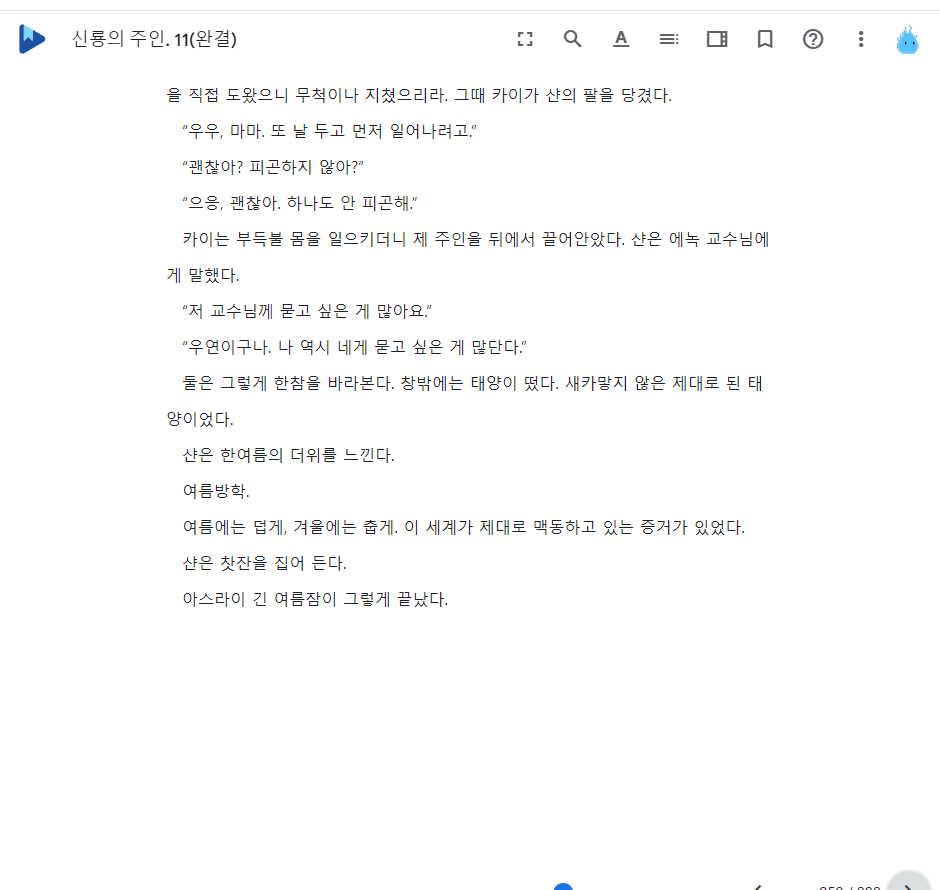 신룡의 주인. 11(완결)
을 직접 도왔으니 무척이나 지쳤으리라. 그때 카이가 샨의 팔을 당겼다.
“우우, 마마. 또 날 두고 먼저 일어나려고.”
“괜찮아? 피곤하지 않아?”
“으응, 괜찮아. 하나도 안 피곤해.”
카이는 부득불 몸을 일으키더니 제 주인을 뒤에서 끌어안았다. 샨은 에녹 교수님에
게 말했다.
“저 교수님께 묻고 싶은 게 많아요.”
“우연이구나. 나 역시 네게 묻고 싶은 게 많단다.”
둘은 그렇게 한참을 바라본다. 창밖에는 태양이 떴다. 새카맣지 않은 제대로 된 태
양이었다.
샨은 한여름의 더위를 느낀다.
여름방학.
여름에는 덥게, 겨울에는 춥게. 이 세계가 제대로 맥동하고 있는 증거가 있었다.
샨은 찻잔을 집어 든다.
아스라이 긴 여름잠이 그렇게 끝났다.